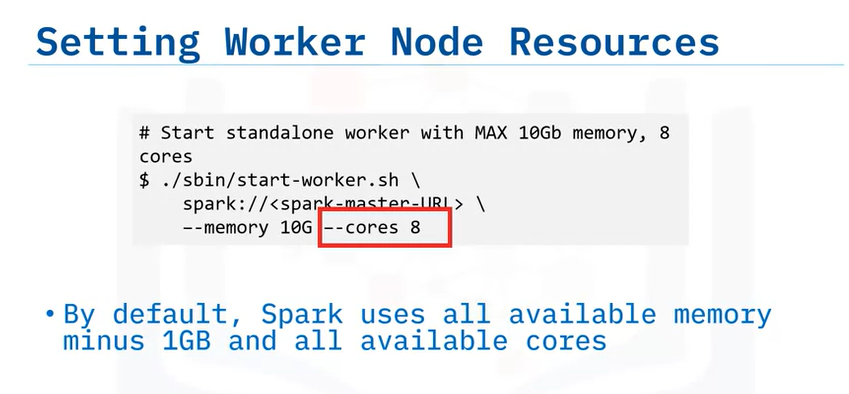 Setting Worker Node Resources
# Start standalone worker with MAX 10Gb memory, 8
cores
$ ./sbin/start-worker.sh \
spark://<spark-master-URL> \
–-memory 10G –-cores 8
• By default, Spark uses all available memory
minus 1GB and all available cores